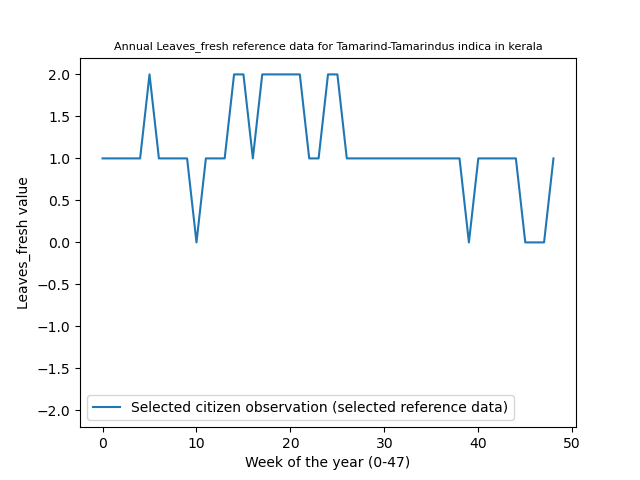 Annual Leaves_fresh reference data for Tamarind-Tamarindus indica in kerala
2.0
1.5
1.0
0.5
0.0
−0.5
−1.0
−1.5
−2.0
Leaves_fresh value
Selected citizen observation (selected reference data)
0 10 20 30 40 50
Week of the year (0-47)